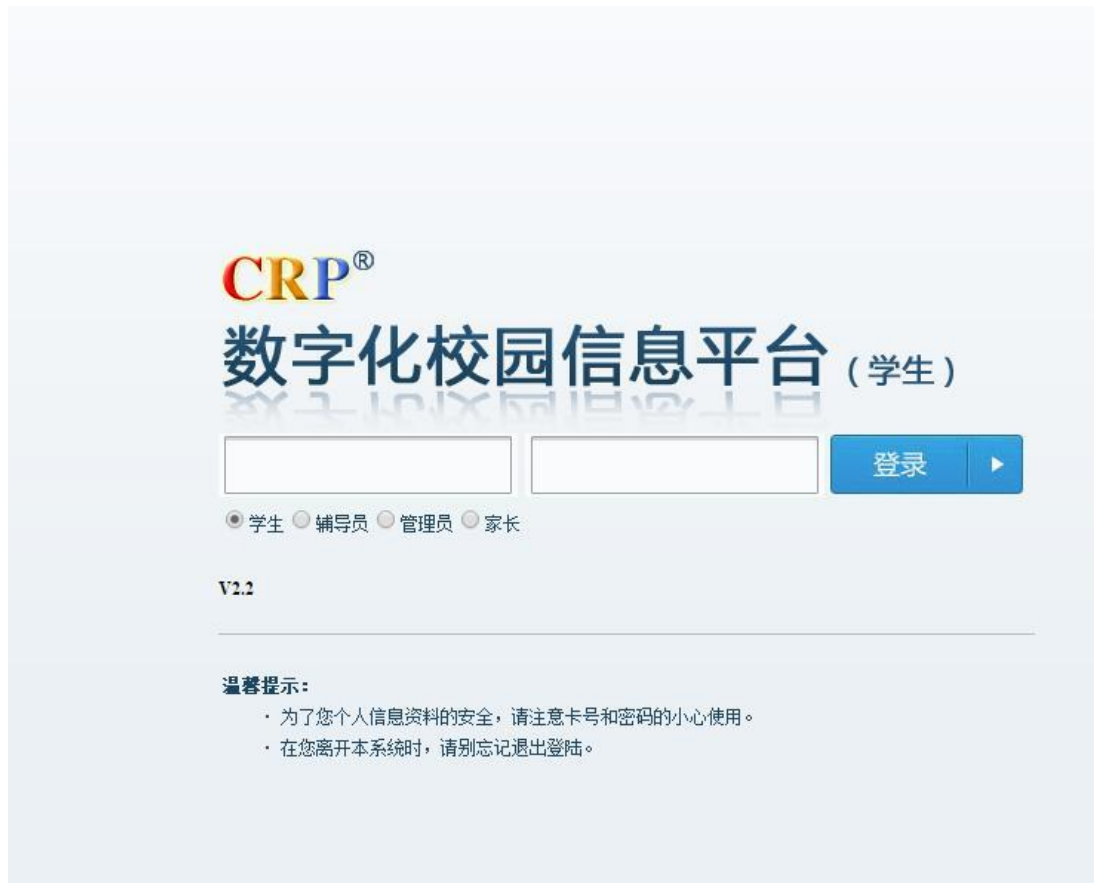 CRP®
数字化校园信息平台（学生）
登录
学生 辅导员 管理员 家长
V2.2
温馨提示：
· 为了您个人信息资料的安全，请注意卡号和密码的小心使用。
· 在您离开本系统时，请别忘记退出登陆。